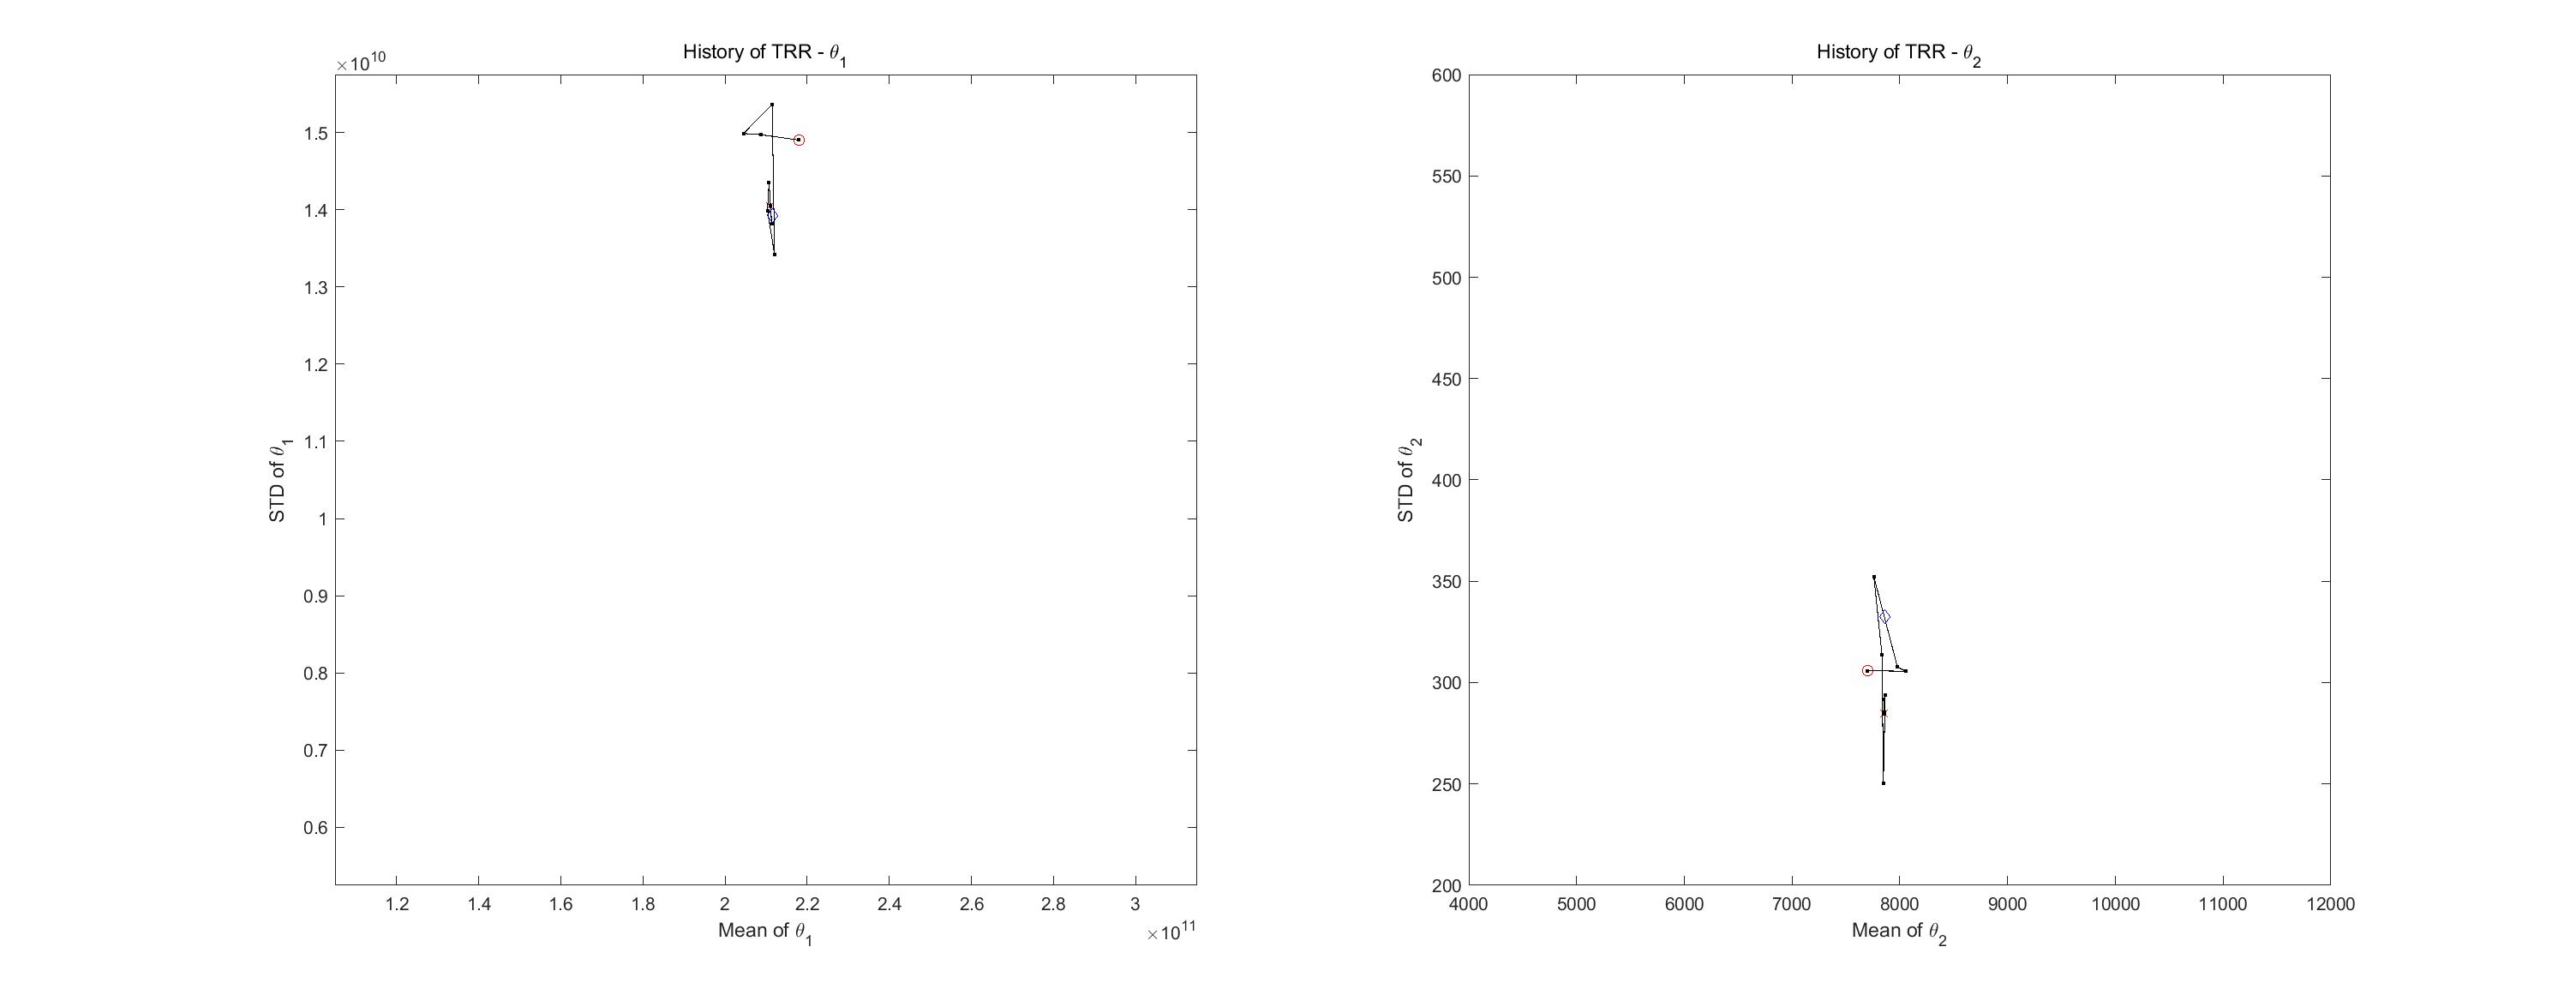 History of TRR - θ1
×10^10
1.5
1.4
1.3
1.2
1.1
1
0.9
0.8
0.7
0.6
STD of θ1
1.2 1.4 1.6 1.8 2 2.2 2.4 2.6 2.8 3
Mean of θ1
×10^11
History of TRR - θ2
600
550
500
450
400
350
300
250
200
STD of θ2
4000 5000 6000 7000 8000 9000 10000 11000 12000
Mean of θ2